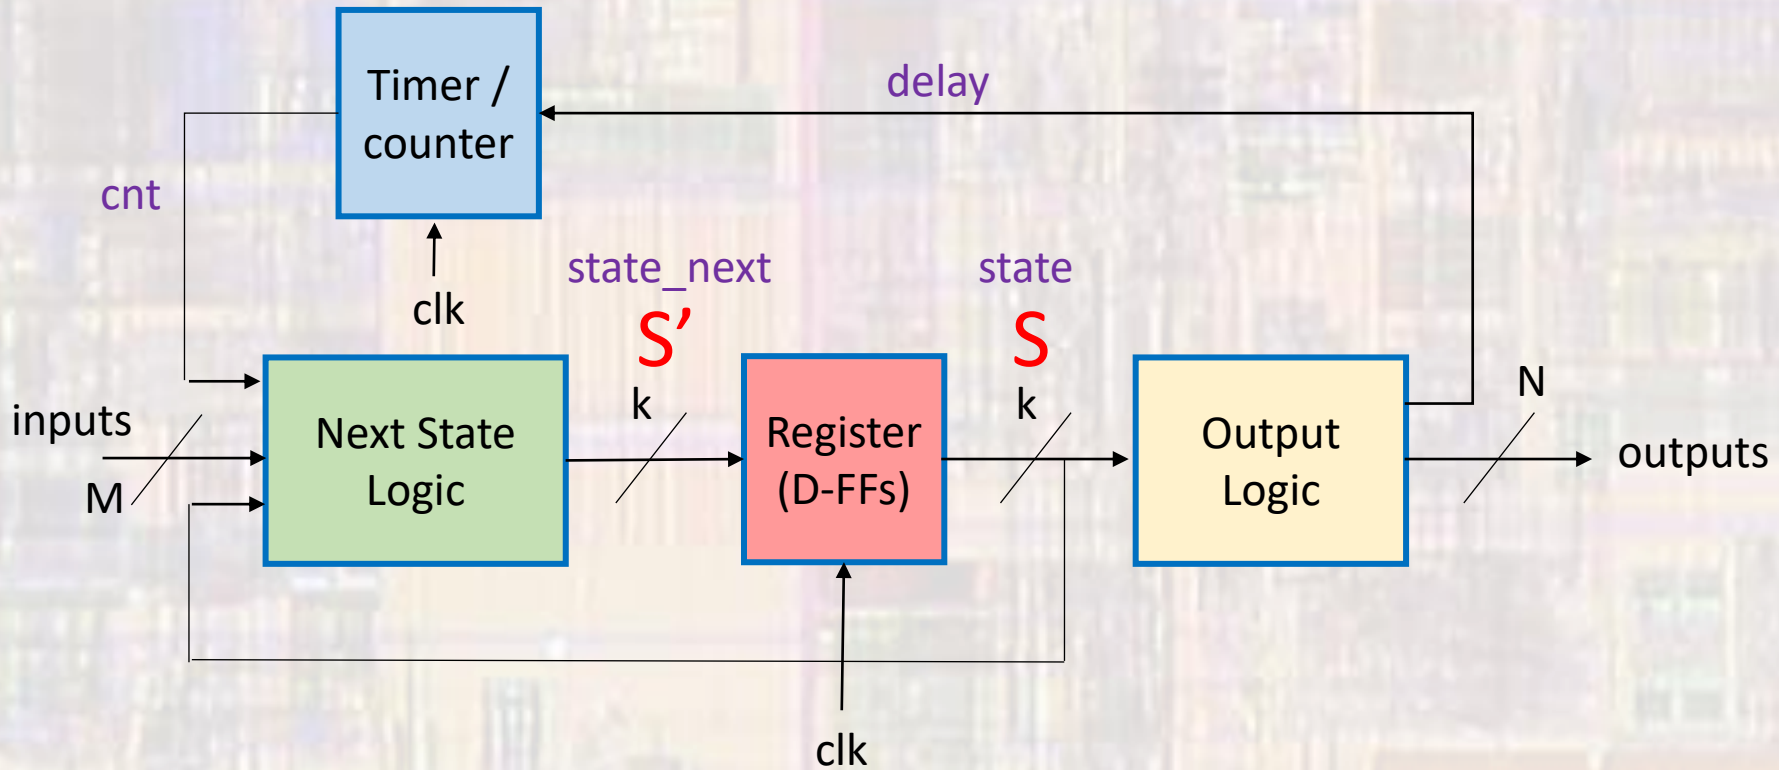 Timer /
counter
delay
cnt
clk
state_next
S’
k
state
S
k
N
inputs
M
Next State
Logic
Register
(D-FFs)
Output
Logic
outputs
clk